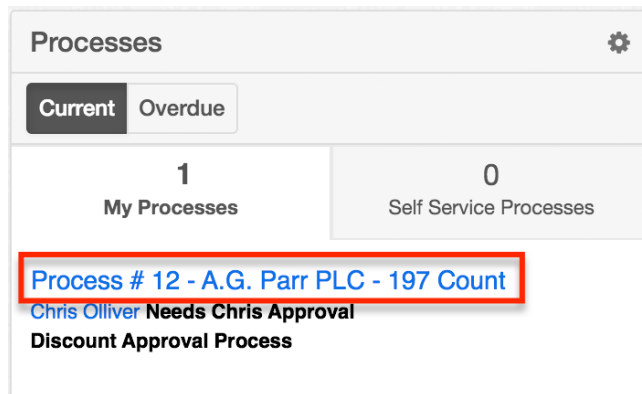 Processes
Current Overdue
1 0
My Processes Self Service Processes
Process # 12 - A.G. Parr PLC - 197 Count
Chris Olliver Needs Chris Approval
Discount Approval Process